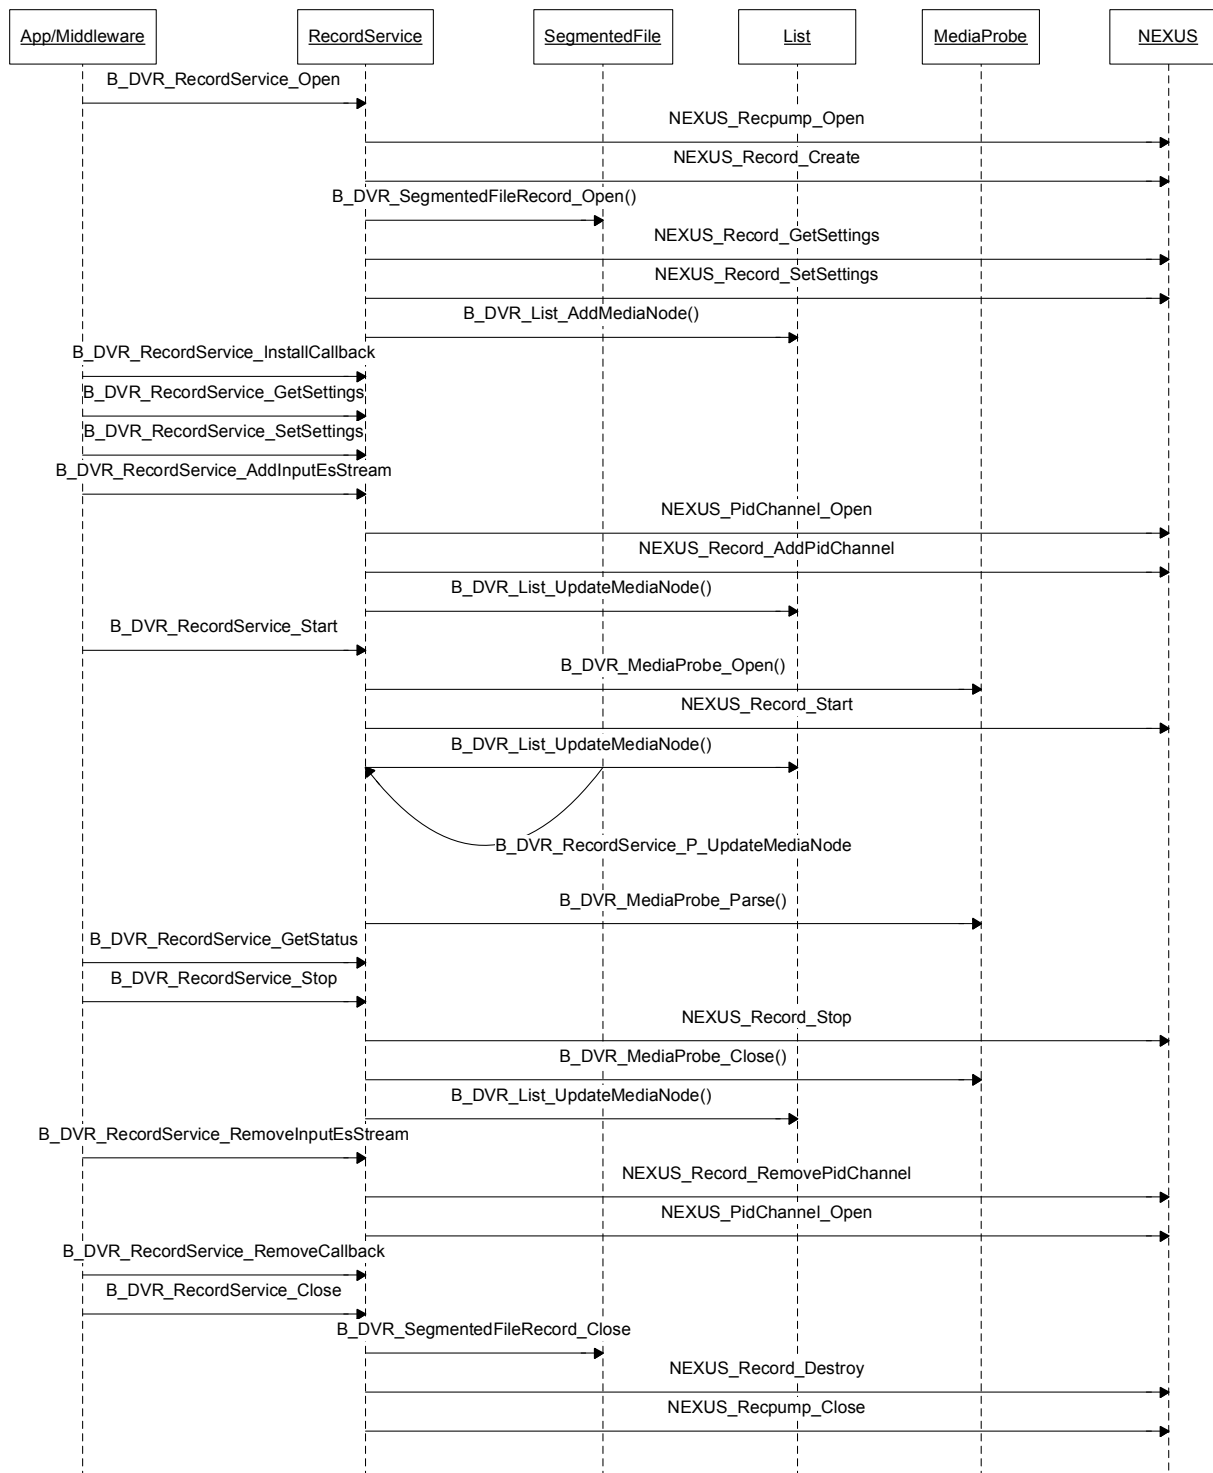 App/Middleware
RecordService
SegmentedFile
List
MediaProbe
NEXUS
B_DVR_RecordService_Open
NEXUS_Recpump_Open
NEXUS_Record_Create
B_DVR_SegmentedFileRecord_Open()
NEXUS_Record_GetSettings
NEXUS_Record_SetSettings
B_DVR_List_AddMediaNode()
B_DVR_RecordService_InstallCallback
B_DVR_RecordService_GetSettings
B_DVR_RecordService_SetSettings
B_DVR_RecordService_AddInputEsStream
NEXUS_PidChannel_Open
NEXUS_Record_AddPidChannel
B_DVR_List_UpdateMediaNode()
B_DVR_RecordService_Start
B_DVR_MediaProbe_Open()
NEXUS_Record_Start
B_DVR_List_UpdateMediaNode()
B_DVR_RecordService_P_UpdateMediaNode
B_DVR_MediaProbe_Parse()
B_DVR_RecordService_GetStatus
B_DVR_RecordService_Stop
NEXUS_Record_Stop
B_DVR_MediaProbe_Close()
B_DVR_List_UpdateMediaNode()
B_DVR_RecordService_RemoveInputEsStream
NEXUS_Record_RemovePidChannel
NEXUS_PidChannel_Open
B_DVR_RecordService_RemoveCallback
B_DVR_RecordService_Close
B_DVR_SegmentedFileRecord_Close
NEXUS_Record_Destroy
NEXUS_Recpump_Close